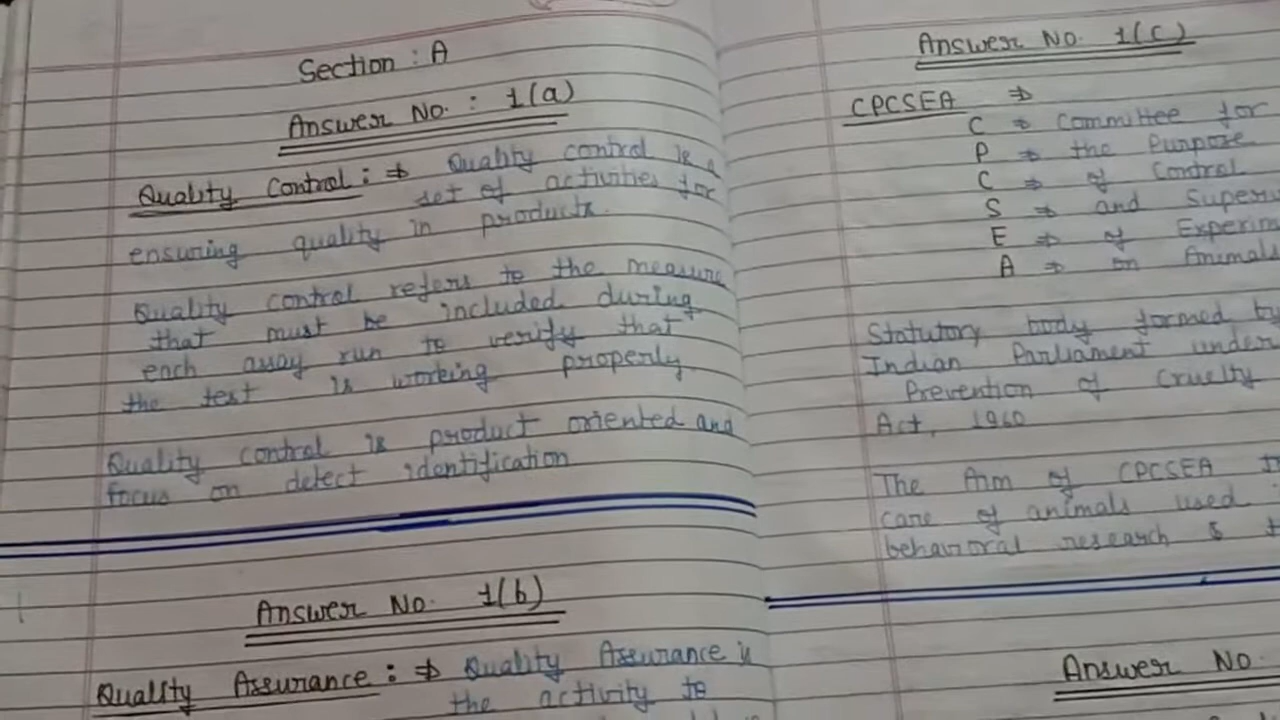 Section : A
Answer No. : 1(a)
Quality Control : ⇒ Quality control is a
set of activities for
ensuring quality in products.
Quality control refers to the measure
that must be included during
each assay run to verify that
the test is working properly.
Quality control is product oriented and
focus on detect identification
Answer No. 1(b)
Quality Assurance : ⇒ Quality Assurance is
the activity to
Answer No. 1(c)
CPCSEA ⇒
C ⇒ Committee for
P ⇒ the Purpose
C ⇒ of Control
S ⇒ and Superv
E ⇒ of Experim
A ⇒ on Animals
Statutory body formed by
Indian Parliament under
Prevention of Cruelty
Act, 1960
The Aim of CPCSEA
care of animals used
behavioral research &
Answer No.